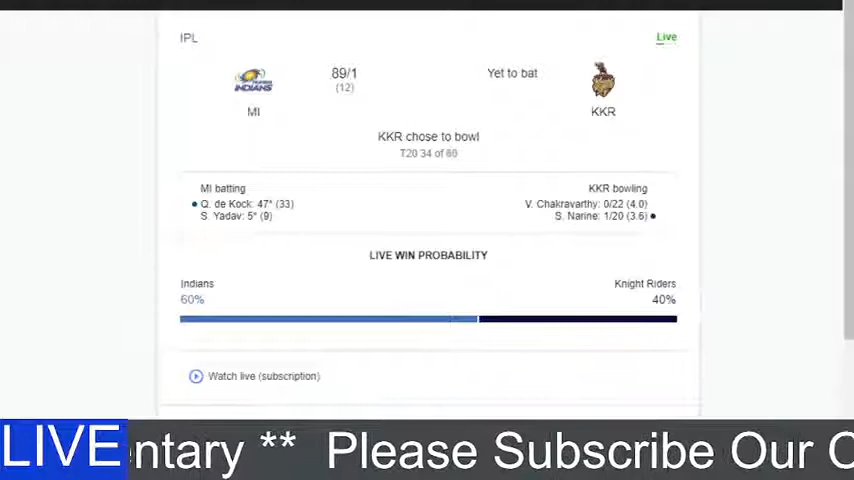 IPL
Live
INDIANS
89/1
(12)
Yet to bat
MI
KKR
KKR chose to bowl
T20 34 of 60
MI batting
KKR bowling
Q. de Kock: 47* (33)
V. Chakravarthy: 0/22 (4.0)
S. Yadav: 5* (9)
S. Narine: 1/20 (3.6)
LIVE WIN PROBABILITY
Indians
Knight Riders
60%
40%
Watch live (subscription)
LIVE
entary ** Please Subscribe Our C